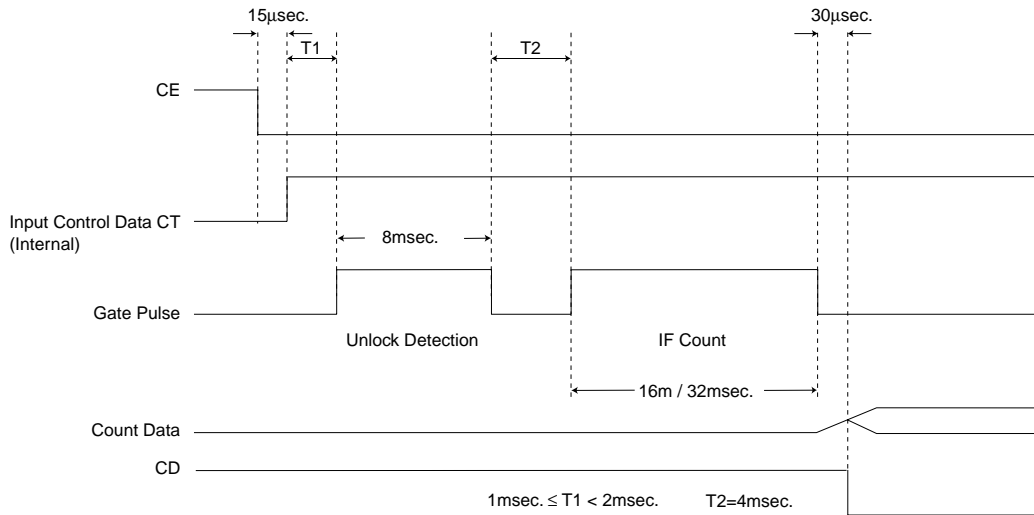 15μsec.
30μsec.
T1
T2
CE
Input Control Data CT
(Internal)
8msec.
Gate Pulse
Unlock Detection
IF Count
16m / 32msec.
Count Data
CD
1msec. ≤ T1 < 2msec. T2=4msec.